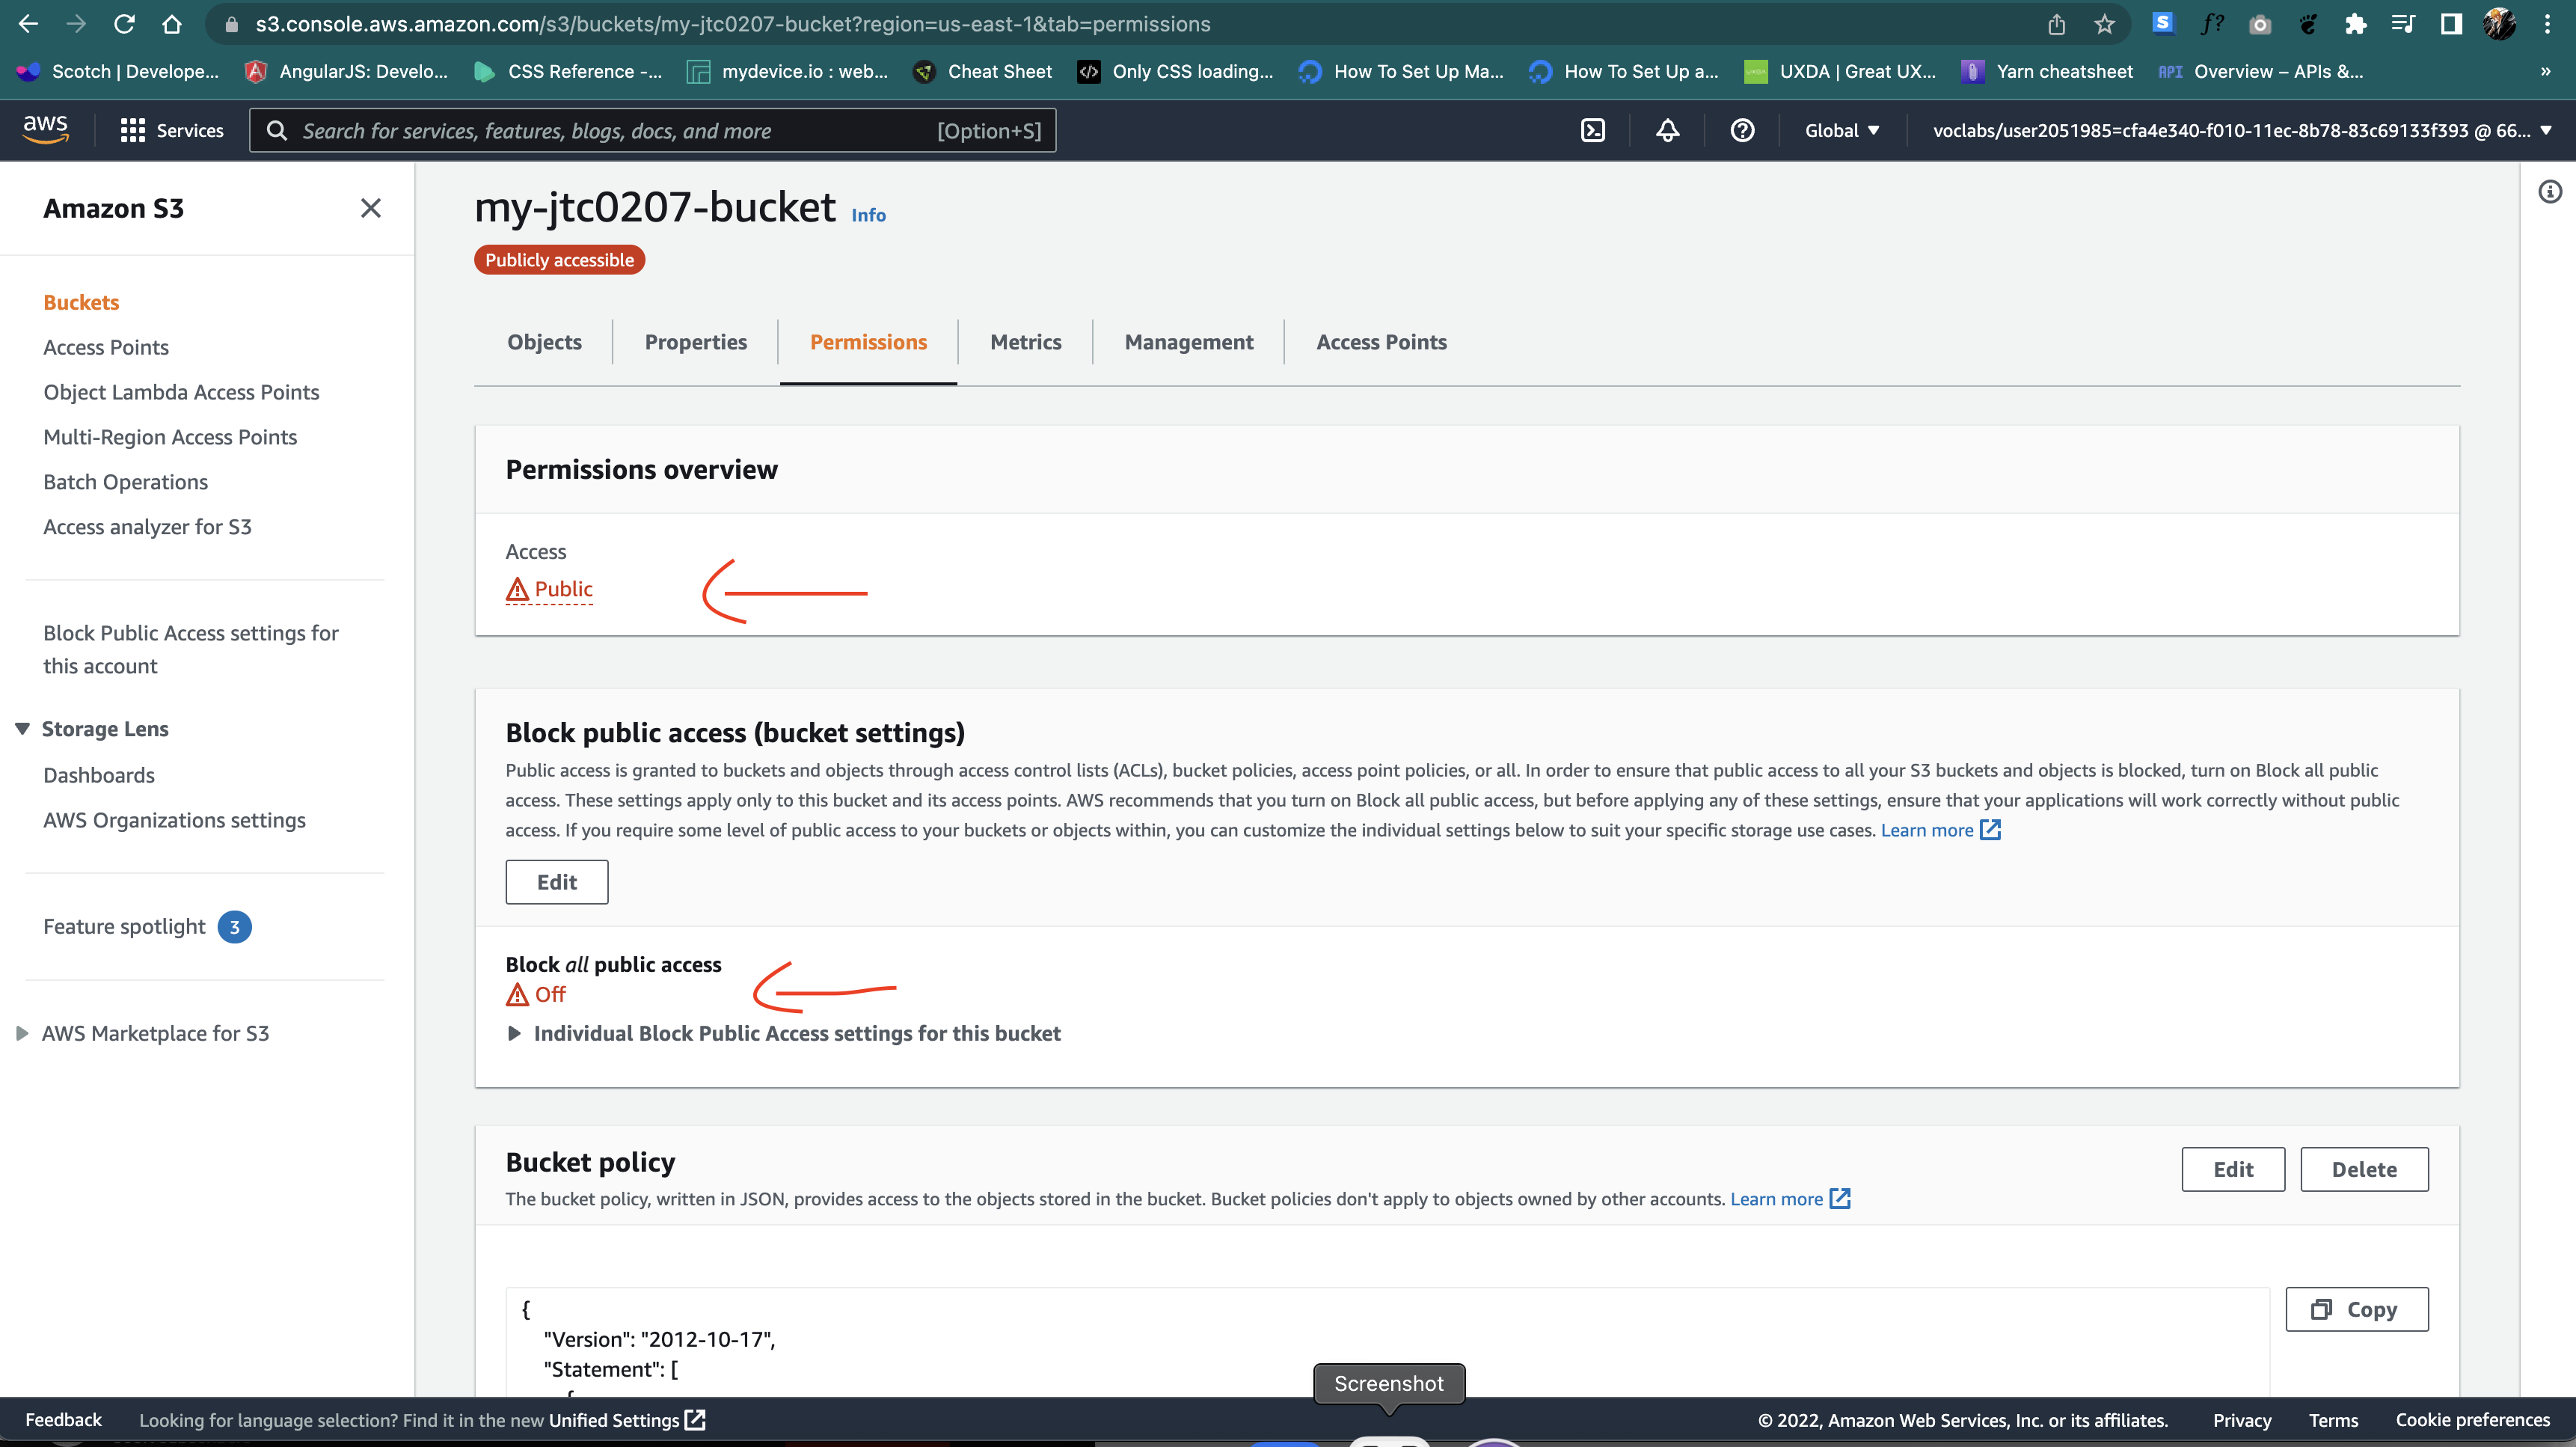 s3.console.aws.amazon.com/s3/buckets/my-jtc0207-bucket?region=us-east-1&tab=permissions
S
f?
Scotch | Develope...
AngularJS: Develo...
CSS Reference -...
mydevice.io : web...
Cheat Sheet
Only CSS loading...
How To Set Up Ma...
How To Set Up a...
UXDA | Great UX...
Yarn cheatsheet
API Overview – APIs &...
»
aws
Services
Search for services, features, blogs, docs, and more [Option+S]
Global
voclabs/user2051985=cfa4e340-f010-11ec-8b78-83c69133f393 @ 66...
Amazon S3
Buckets
Access Points
Object Lambda Access Points
Multi-Region Access Points
Batch Operations
Access analyzer for S3
Block Public Access settings for
this account
Storage Lens
Dashboards
AWS Organizations settings
Feature spotlight 3
AWS Marketplace for S3
my-jtc0207-bucket Info
Publicly accessible
Objects
Properties
Permissions
Metrics
Management
Access Points
Permissions overview
Access
Public
Block public access (bucket settings)
Public access is granted to buckets and objects through access control lists (ACLs), bucket policies, access point policies, or all. In order to ensure that public access to all your S3 buckets and objects is blocked, turn on Block all public
access. These settings apply only to this bucket and its access points. AWS recommends that you turn on Block all public access, but before applying any of these settings, ensure that your applications will work correctly without public
access. If you require some level of public access to your buckets or objects within, you can customize the individual settings below to suit your specific storage use cases. Learn more
Edit
Block all public access
Off
Individual Block Public Access settings for this bucket
Bucket policy
The bucket policy, written in JSON, provides access to the objects stored in the bucket. Bucket policies don't apply to objects owned by other accounts. Learn more
Edit
Delete
{
"Version": "2012-10-17",
"Statement": [
{
Copy
Screenshot
Feedback
Looking for language selection? Find it in the new Unified Settings
© 2022, Amazon Web Services, Inc. or its affiliates.
Privacy
Terms
Cookie preferences